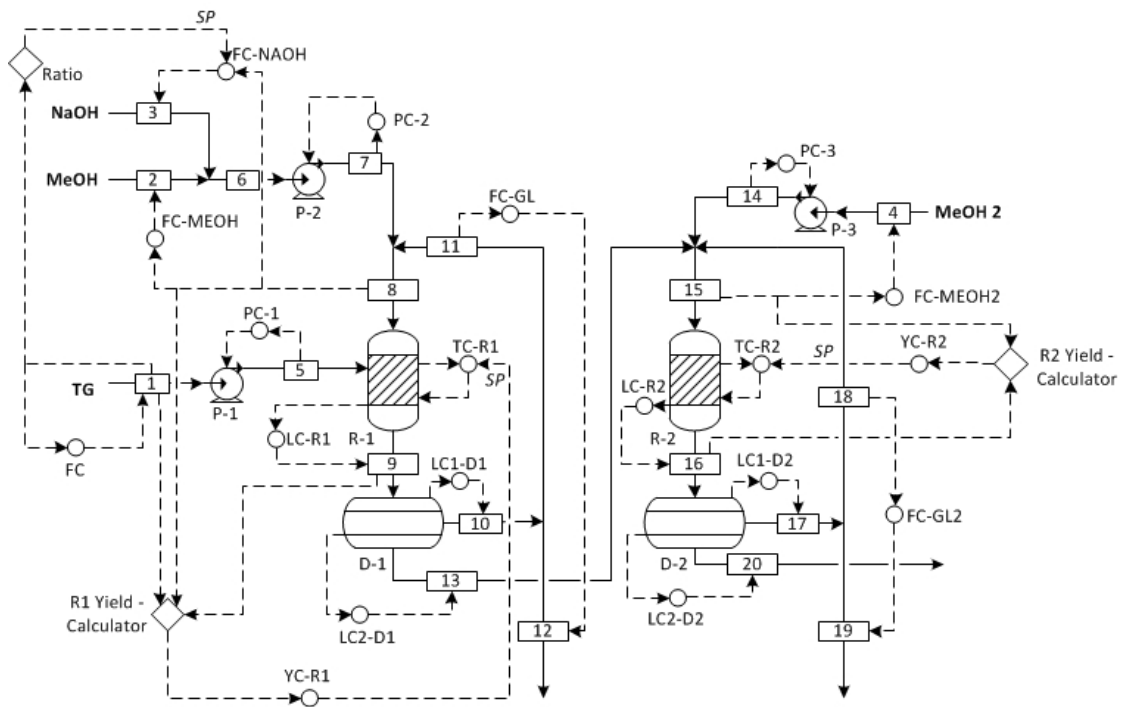 SP
FC-NAOH
Ratio
NaOH
3
PC-2
7
PC-3
14
MeOH
2
6
P-2
FC-GL
4
MeOH 2
P-3
FC-MEOH
11
8
15
FC-MEOH2
PC-1
TC-R1
SP
TC-R2
SP
YC-R2
R2 Yield -
Calculator
5
TG
1
P-1
LC-R2
18
FC
LC-R1
R-1
R-2
9
LC1-D1
16
LC1-D2
10
17
FC-GL2
D-1
D-2
20
13
R1 Yield -
Calculator
LC2-D1
12
LC2-D2
19
YC-R1